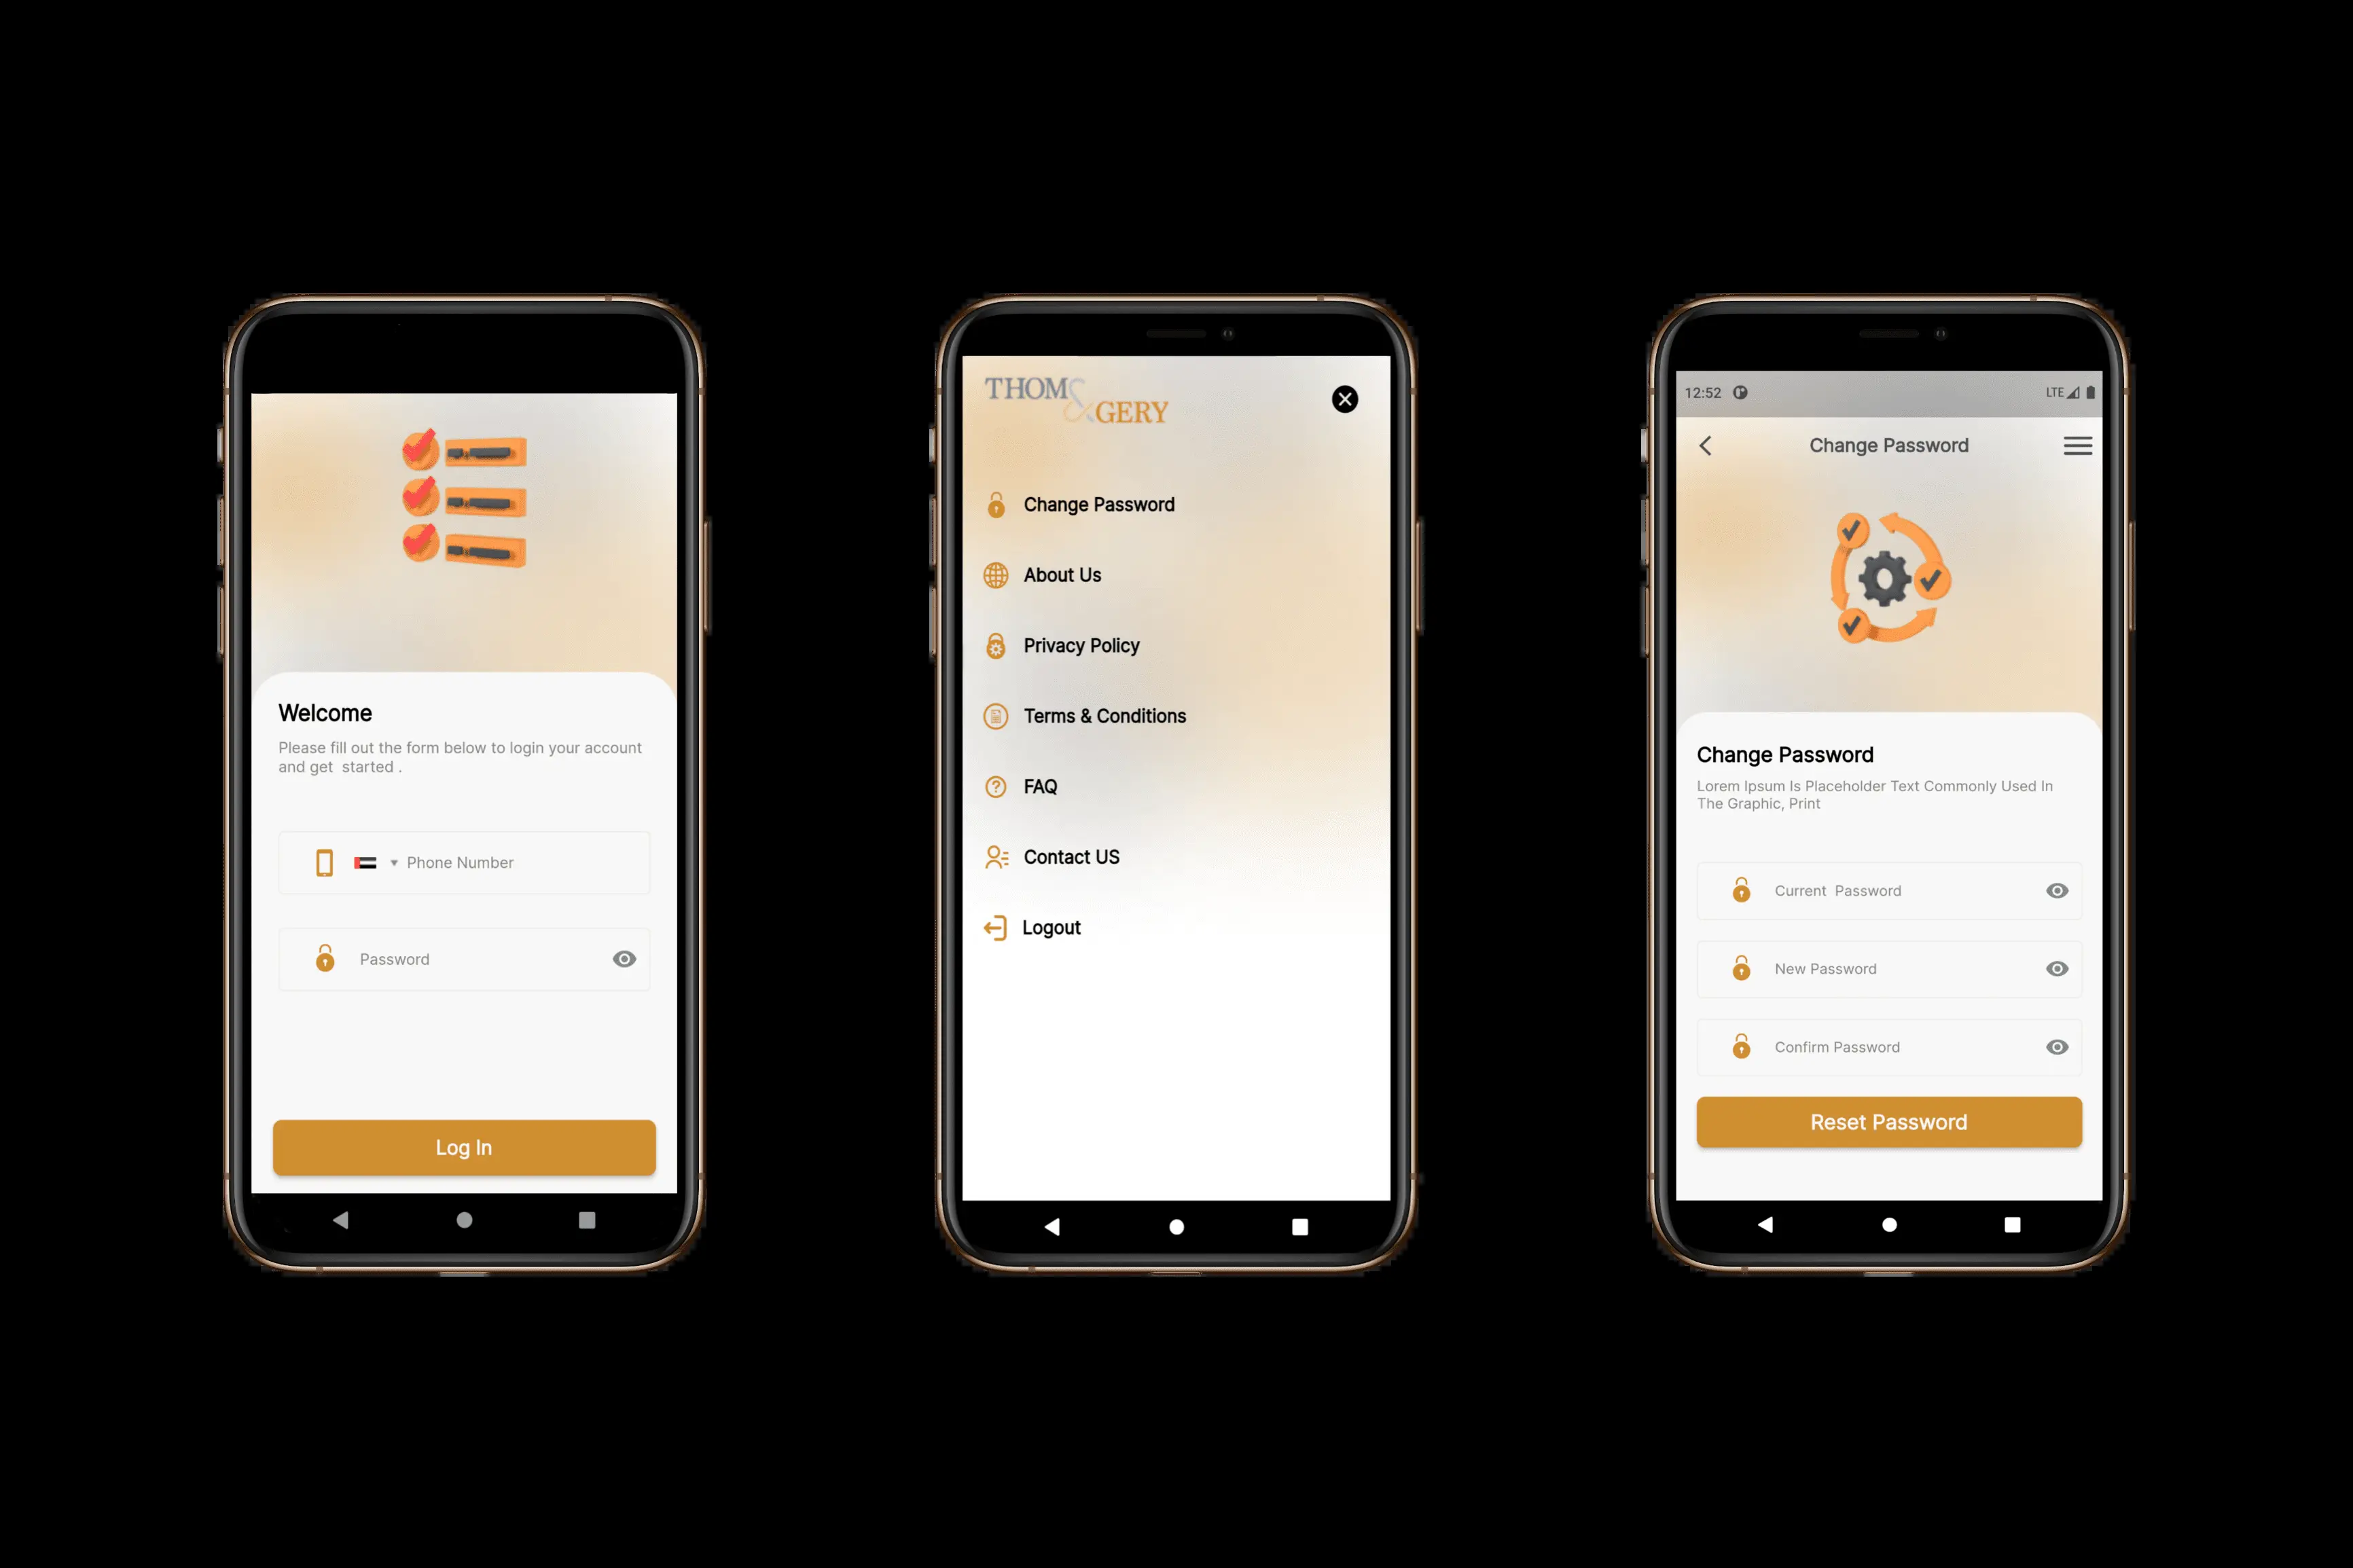 Welcome
Please fill out the form below to login your account
and get  started .
Phone Number
Password
Log In
THOM&
GERY
Change Password
About Us
Privacy Policy
Terms & Conditions
FAQ
Contact US
Logout
12:52
LTE
Change Password
Change Password
Lorem Ipsum Is Placeholder Text Commonly Used In
The Graphic, Print
Current  Password
New Password
Confirm Password
Reset Password